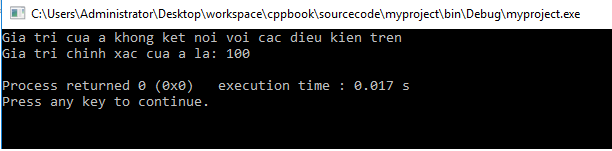 C:\Users\Administrator\Desktop\workspace\cppbook\sourcecode\myproject\bin\Debug\myproject.exe
Gia tri cua a khong ket noi voi cac dieu kien tren
Gia tri chinh xac cua a la: 100
Process returned 0 (0x0)   execution time : 0.017 s
Press any key to continue.